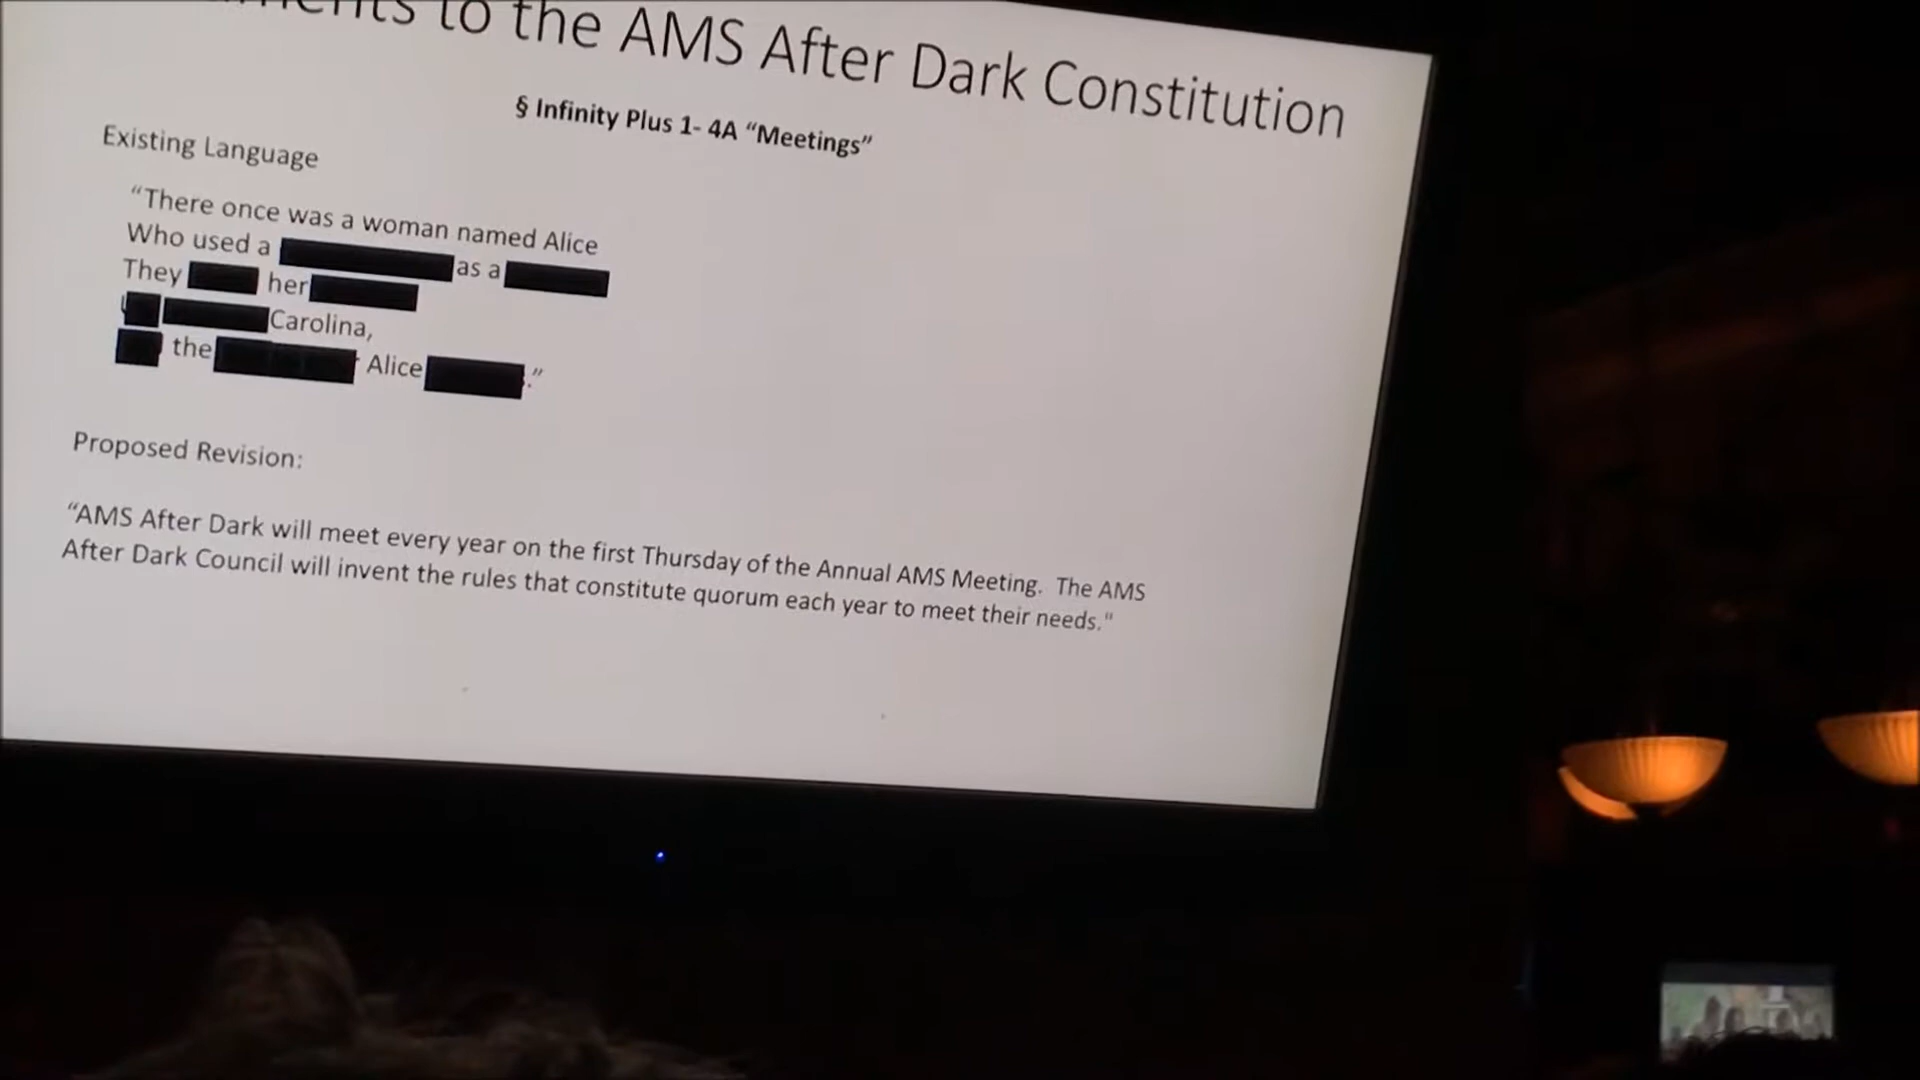 to the AMS After Dark Constitution
§ Infinity Plus 1- 4A “Meetings”
Existing Language
“There once was a woman named Alice
Who used a as a
They her
Carolina,
the Alice .”
Proposed Revision:
“AMS After Dark will meet every year on the first Thursday of the Annual AMS Meeting. The AMS
After Dark Council will invent the rules that constitute quorum each year to meet their needs.“